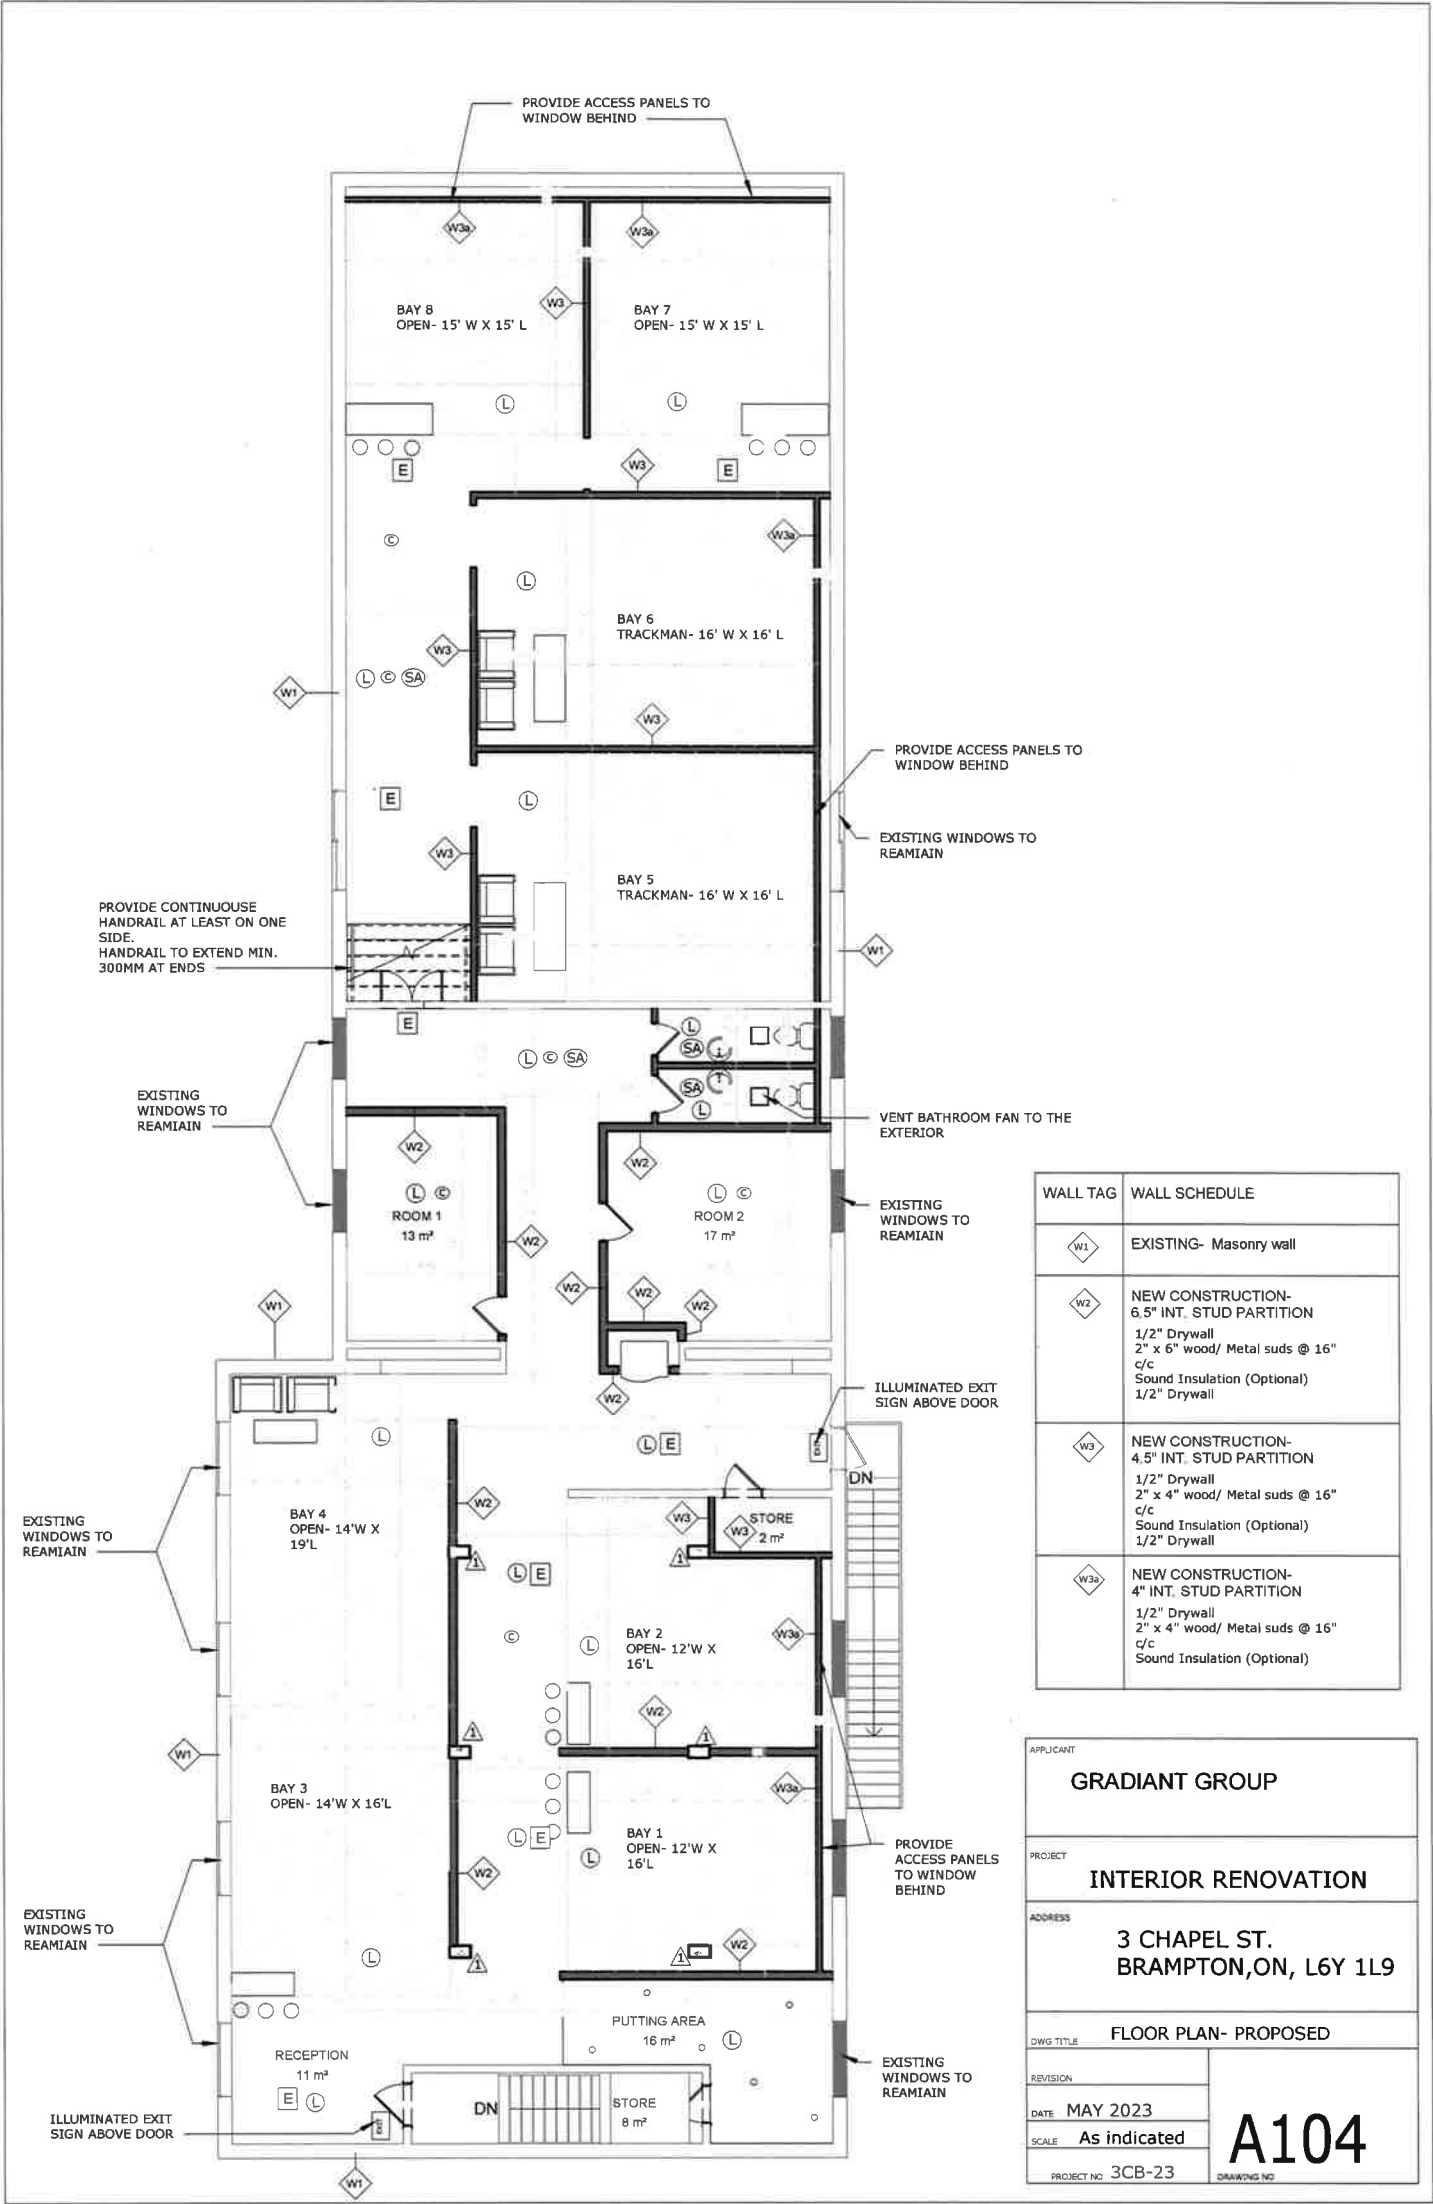 PROVIDE ACCESS PANELS TO
WINDOW BEHIND
W3a
W3a
W3
BAY 8
OPEN- 15' W X 15' L
BAY 7
OPEN- 15' W X 15' L
L
L
E
W3
E
W3a
C
L
BAY 6
TRACKMAN- 16' W X 16' L
W3
L C SA
W1
W3
PROVIDE ACCESS PANELS TO
WINDOW BEHIND
E
L
EXISTING WINDOWS TO
REAMIAIN
W3
BAY 5
TRACKMAN- 16' W X 16' L
PROVIDE CONTINUOUSE
HANDRAIL AT LEAST ON ONE
SIDE.
HANDRAIL TO EXTEND MIN.
300MM AT ENDS
W1
E
L
SA
L C SA
SA
L
EXISTING
WINDOWS TO
REAMIAIN
VENT BATHROOM FAN TO THE
EXTERIOR
W2
W2
L C
ROOM 1
13 m²
L C
ROOM 2
17 m²
EXISTING
WINDOWS TO
REAMIAIN
W2
W2
W2
W2
W1
W2
ILLUMINATED EXIT
SIGN ABOVE DOOR
L
L E
EXIT
DN
W2
BAY 4
OPEN- 14'W X
19'L
W3
W3
STORE
2 m²
EXISTING
WINDOWS TO
REAMIAIN
1
1
L E
C
L
BAY 2
OPEN- 12'W X
16'L
W3a
W2
1
1
W1
BAY 3
OPEN- 14'W X 16'L
W3a
L E
L
BAY 1
OPEN- 12'W X
16'L
PROVIDE
ACCESS PANELS
TO WINDOW
BEHIND
W2
EXISTING
WINDOWS TO
REAMIAIN
L
1
1
W2
PUTTING AREA
16 m²
L
RECEPTION
11 m²
E L
EXISTING
WINDOWS TO
REAMIAIN
DN
STORE
8 m²
ILLUMINATED EXIT
SIGN ABOVE DOOR
EXIT
W1
WALL TAG WALL SCHEDULE
W1 EXISTING- Masonry wall
W2 NEW CONSTRUCTION-
6.5" INT. STUD PARTITION
1/2" Drywall
2" x 6" wood/ Metal suds @ 16"
c/c
Sound Insulation (Optional)
1/2" Drywall
W3 NEW CONSTRUCTION-
4.5" INT. STUD PARTITION
1/2" Drywall
2" x 4" wood/ Metal suds @ 16"
c/c
Sound Insulation (Optional)
1/2" Drywall
W3a NEW CONSTRUCTION-
4" INT. STUD PARTITION
1/2" Drywall
2" x 4" wood/ Metal suds @ 16"
c/c
Sound Insulation (Optional)
APPLICANT
GRADIANT GROUP
PROJECT
INTERIOR RENOVATION
ADDRESS
3 CHAPEL ST.
BRAMPTON,ON, L6Y 1L9
DWG TITLE FLOOR PLAN- PROPOSED
REVISION
DATE MAY 2023
SCALE As indicated
PROJECT NO 3CB-23
A104
DRAWING NO